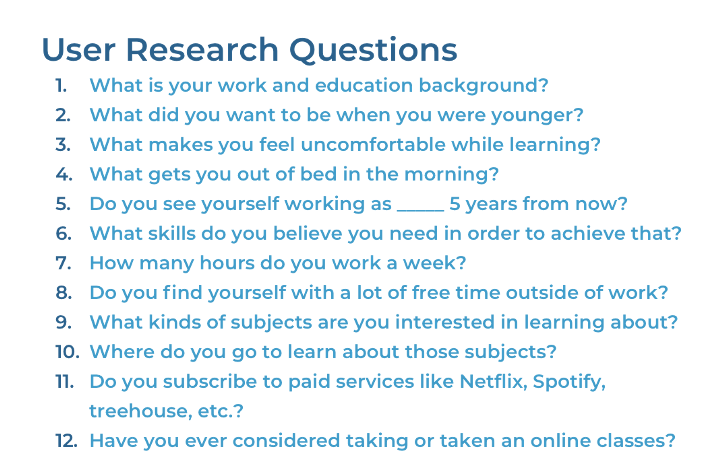 User Research Questions
1. What is your work and education background?
2. What did you want to be when you were younger?
3. What makes you feel uncomfortable while learning?
4. What gets you out of bed in the morning?
5. Do you see yourself working as _____ 5 years from now?
6. What skills do you believe you need in order to achieve that?
7. How many hours do you work a week?
8. Do you find yourself with a lot of free time outside of work?
9. What kinds of subjects are you interested in learning about?
10. Where do you go to learn about those subjects?
11. Do you subscribe to paid services like Netflix, Spotify,
treehouse, etc.?
12. Have you ever considered taking or taken an online classes?